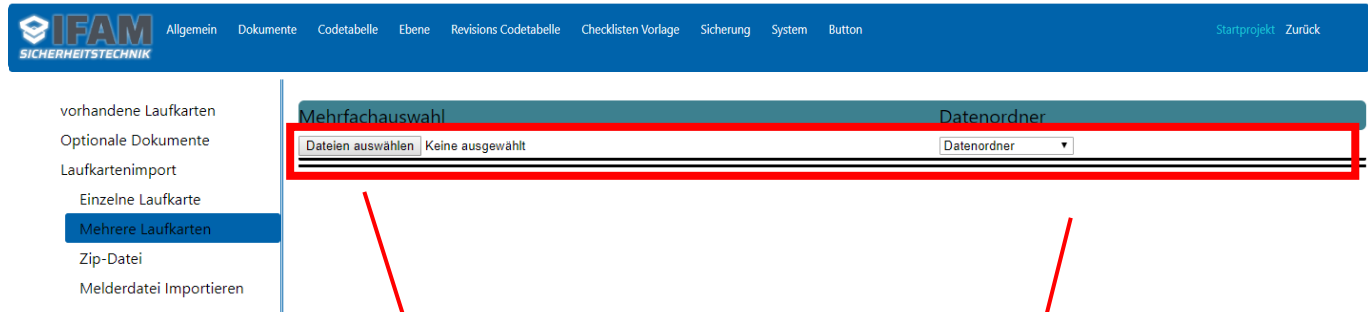 IFAM
SICHERHEITSTECHNIK
Allgemein Dokumente Codetabelle Ebene Revisions Codetabelle Checklisten Vorlage Sicherung System Button Startprojekt Zurück
vorhandene Laufkarten
Optionale Dokumente
Laufkartenimport
Einzelne Laufkarte
Mehrere Laufkarten
Zip-Datei
Melderdatei Importieren
Mehrfachauswahl Datenordner
Dateien auswählen Keine ausgewählt Datenordner